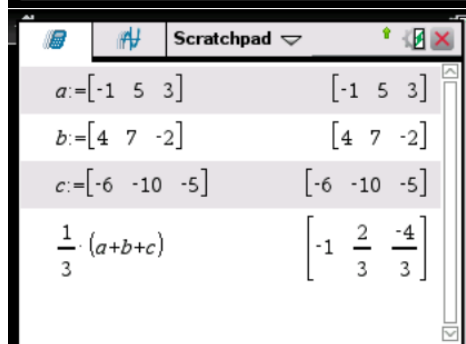 Scratchpad
a:=[-1 5 3] [-1 5 3]
b:=[4 7 -2] [4 7 -2]
c:=[-6 -10 -5] [-6 -10 -5]
1/3·(a+b+c) [-1 2/3 -4/3]